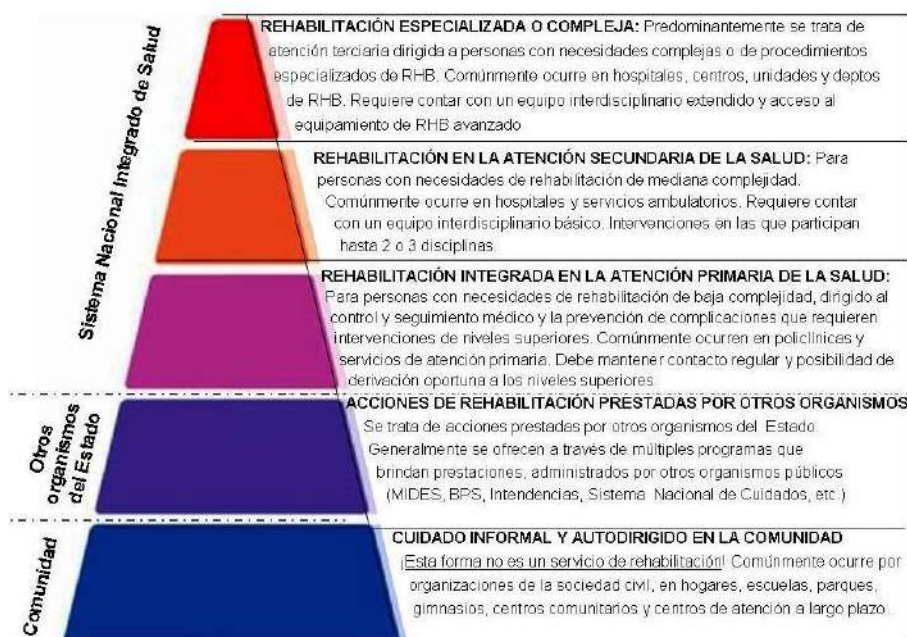 Sistema Nacional Integrado de Salud
REHABILITACIÓN ESPECIALIZADA O COMPLEJA: Predominantemente se trata de
atención terciaria dirigida a personas con necesidades complejas o de procedimientos
especializados de RHB. Comúnmente ocurre en hospitales, centros, unidades y deptos
de RHB. Requiere contar con un equipo interdisciplinario extendido y acceso al
equipamiento de RHB avanzado
REHABILITACIÓN EN LA ATENCIÓN SECUNDARIA DE LA SALUD: Para
personas con necesidades de rehabilitación de mediana complejidad.
Comúnmente ocurre en hospitales y servicios ambulatorios. Requiere contar
con un equipo interdisciplinario básico. Intervenciones en las que participan
hasta 2 o 3 disciplinas.
REHABILITACIÓN INTEGRADA EN LA ATENCIÓN PRIMARIA DE LA SALUD:
Para personas con necesidades de rehabilitación de baja complejidad, dirigido al
control y seguimiento médico y la prevención de complicaciones que requieren
intervenciones de niveles superiores. Comúnmente ocurren en policlínicas y
servicios de atención primaria. Debe mantener contacto regular y posibilidad de
derivación oportuna a los niveles superiores.
Otros
organismos
del Estado
ACCIONES DE REHABILITACIÓN PRESTADAS POR OTROS ORGANISMOS
Se trata de acciones prestadas por otros organismos del Estado
Generalmente se ofrecen a través de múltiples programas que
brindan prestaciones, administrados por otros organismos públicos
(MIDES, BPS, Intendencias, Sistema Nacional de Cuidados, etc.)
Comunidad
CUIDADO INFORMAL Y AUTODIRIGIDO EN LA COMUNIDAD
¡Esta forma no es un servicio de rehabilitación! Comúnmente ocurre por
organizaciones de la sociedad civil, en hogares, escuelas, parques,
gimnasios, centros comunitarios y centros de atención a largo plazo.